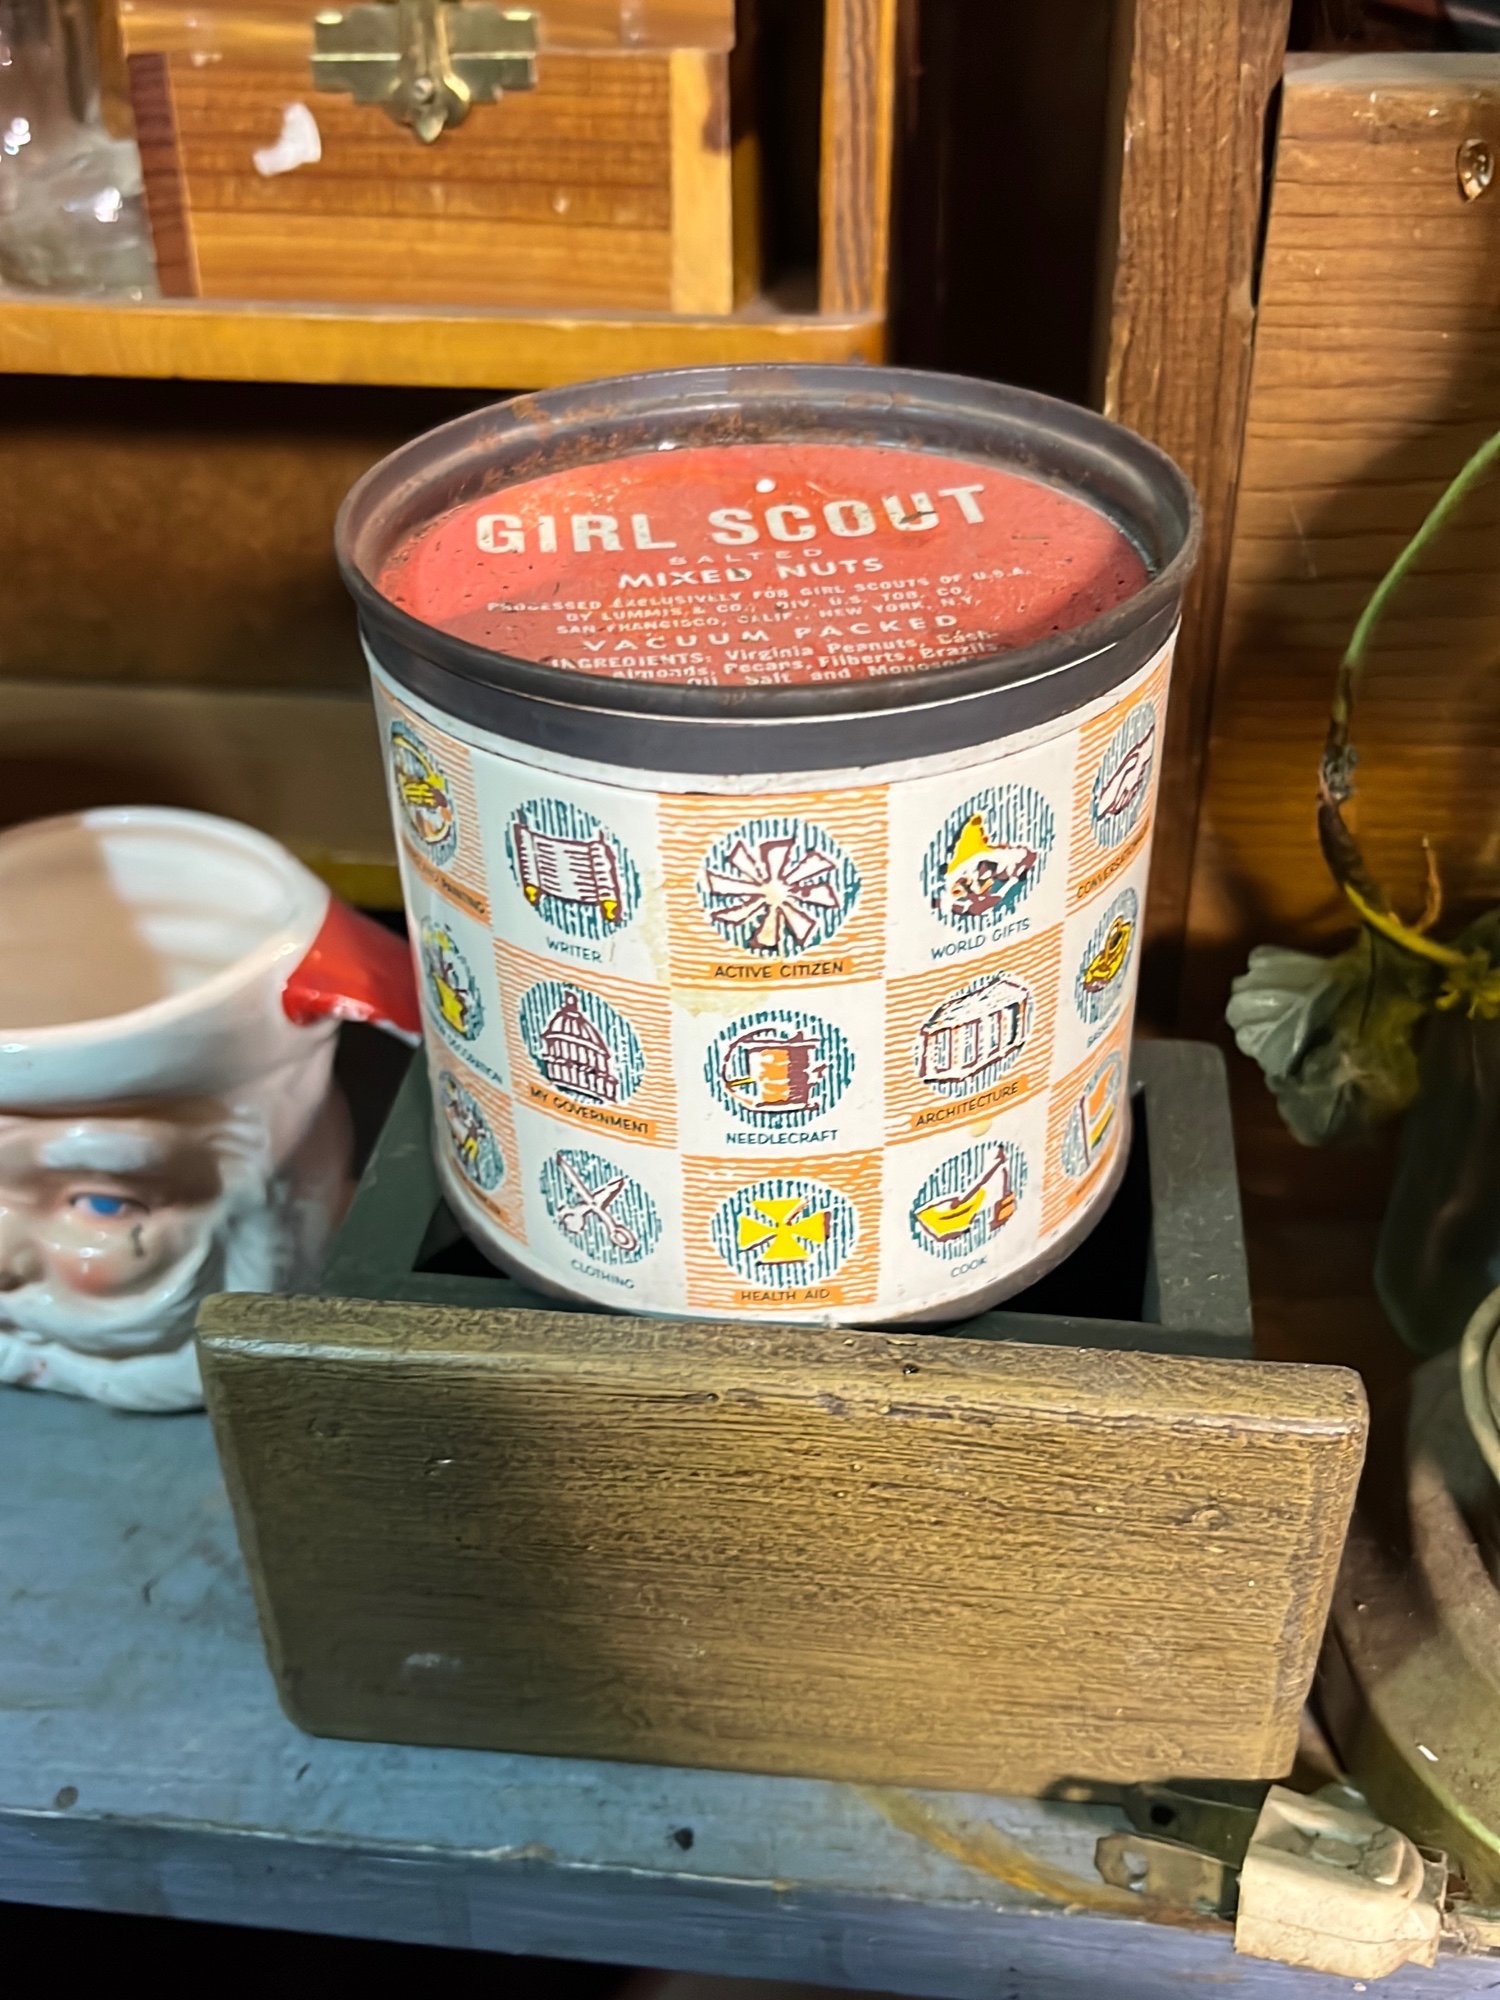 GIRL SCOUT
SALTED
MIXED NUTS
PROCESSED EXCLUSIVELY FOR GIRL SCOUTS OF U.S.A.
BY LUMMIS & CO., DIV. U.S. TOB. CO.
SAN FRANCISCO, CALIF., NEW YORK, N.Y.
VACUUM PACKED
INGREDIENTS: Virginia Peanuts, Cash-
Almonds, Pecans, Filberts, Brazils,
Oil, Salt and
PAINTING
WRITER
ACTIVE CITIZEN
WORLD GIFTS
MY GOVERNMENT
NEEDLECRAFT
ARCHITECTURE
CLOTHING
HEALTH AID
COOK